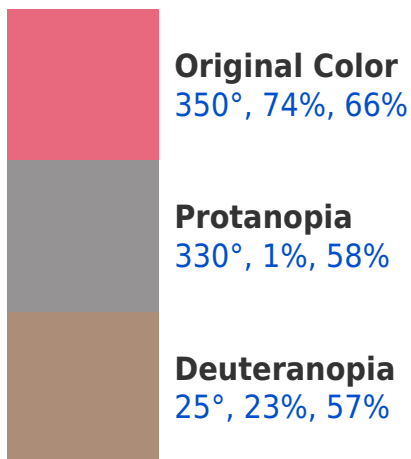 Original Color
350°, 74%, 66%
Protanopia
330°, 1%, 58%
Deuteranopia
25°, 23%, 57%